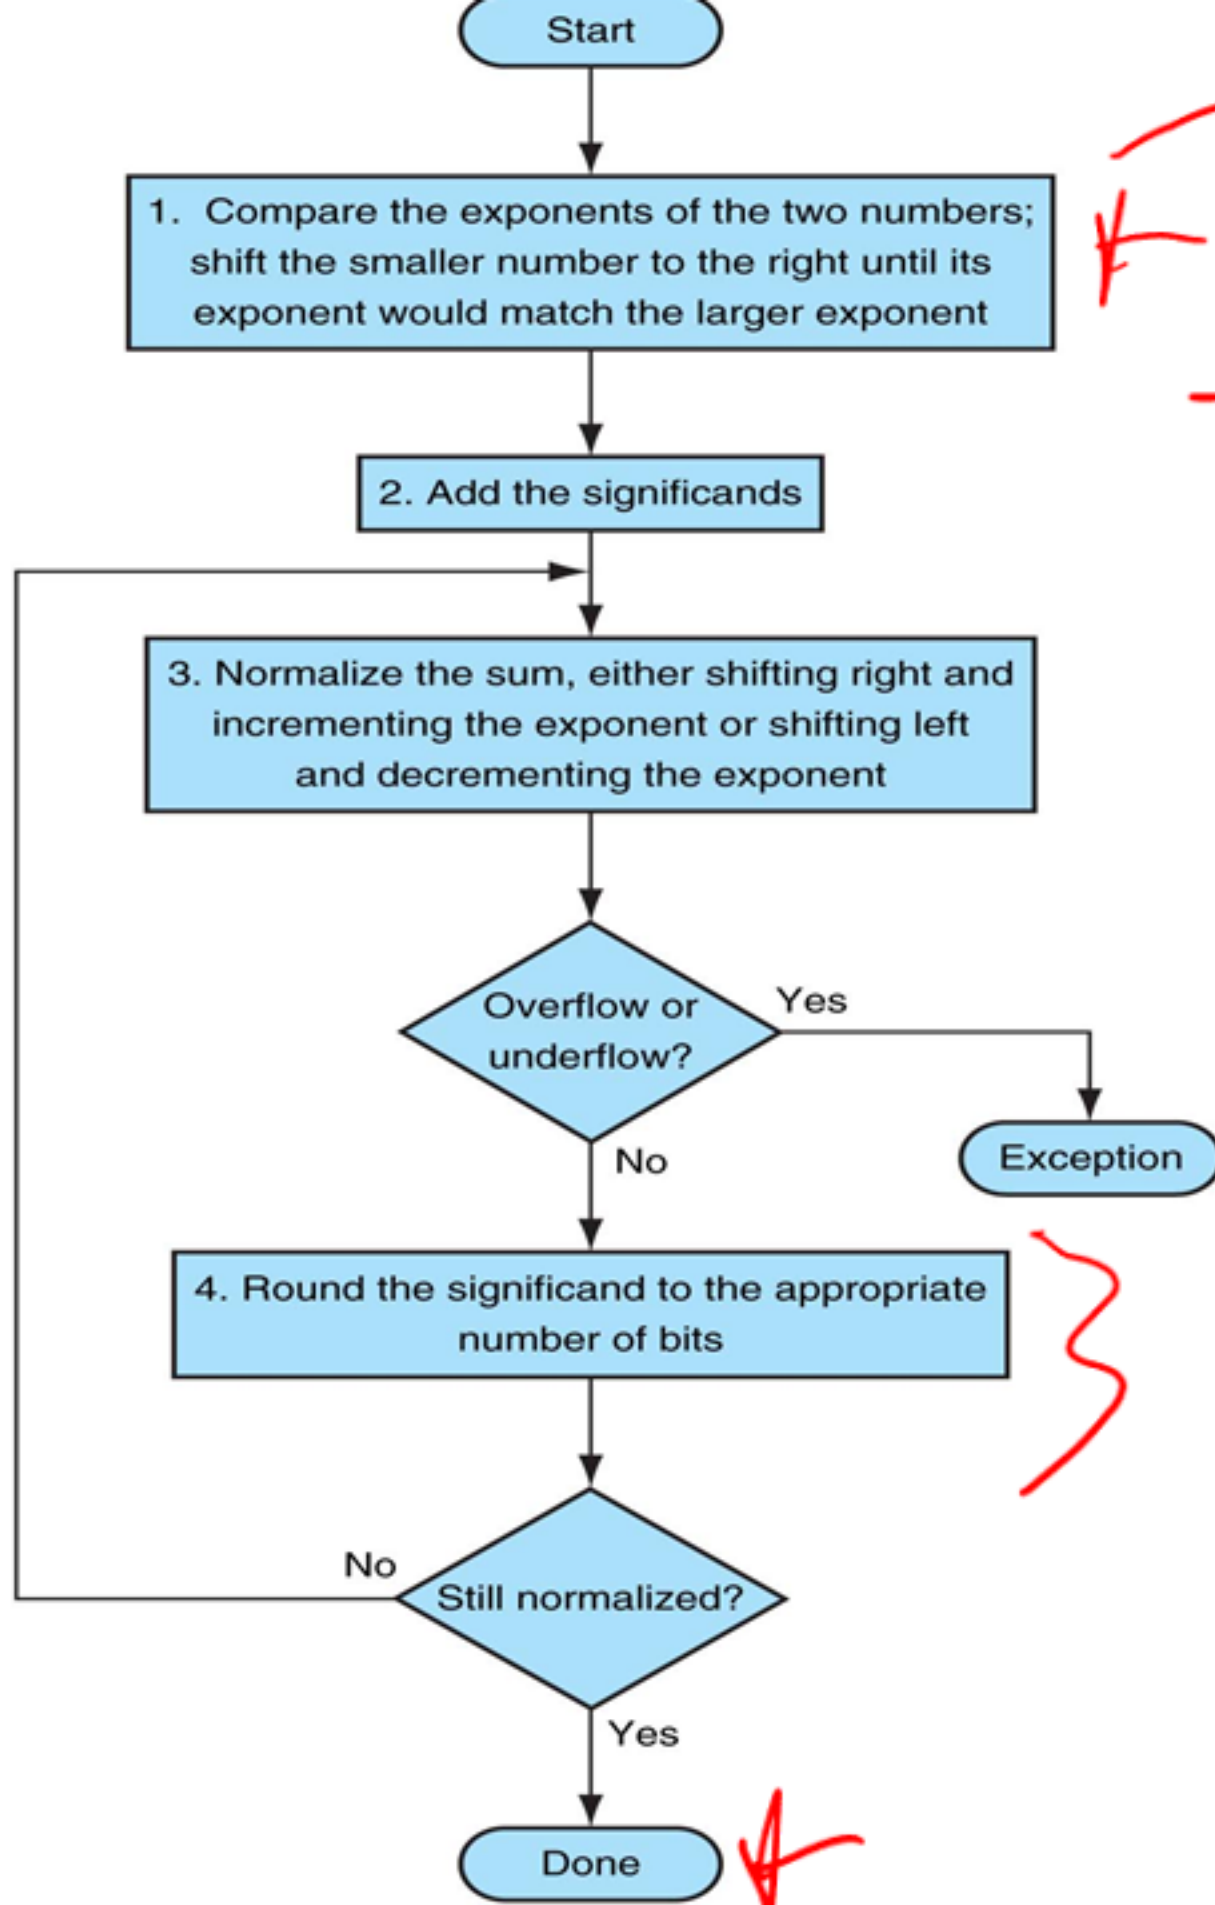 Start
1. Compare the exponents of the two numbers;
shift the smaller number to the right until its
exponent would match the larger exponent
2. Add the significands
3. Normalize the sum, either shifting right and
incrementing the exponent or shifting left
and decrementing the exponent
Overflow or
underflow?
Yes
No
Exception
4. Round the significand to the appropriate
number of bits
No
Still normalized?
Yes
Done